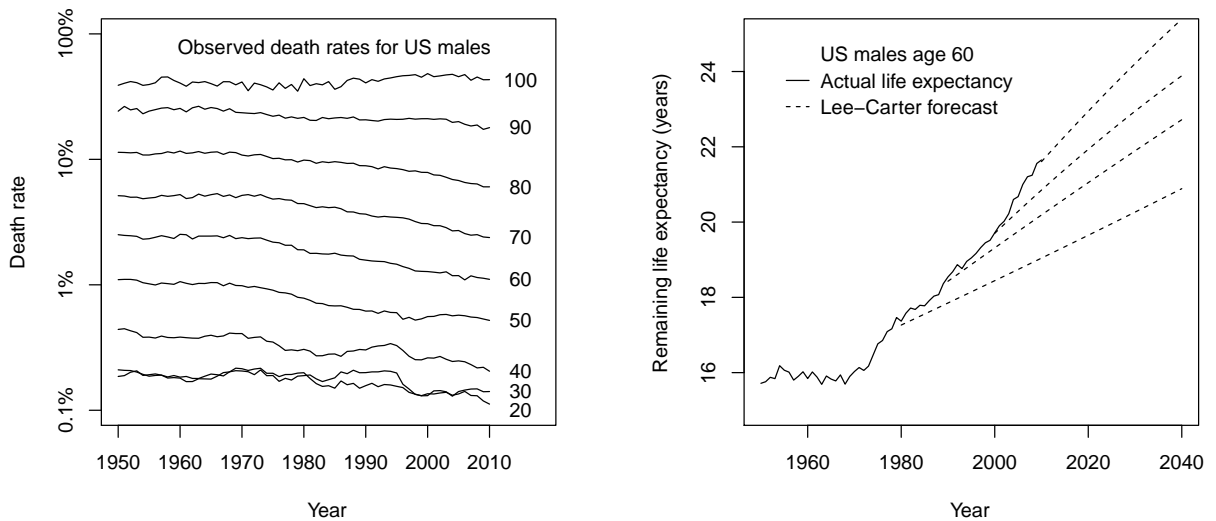 Observed death rates for US males
Death rate
100%
10%
1%
0.1%
100
90
80
70
60
50
40
30
20
1950 1960 1970 1980 1990 2000 2010
Year
US males age 60
Actual life expectancy
Lee−Carter forecast
Remaining life expectancy (years)
24
22
20
18
16
1960 1980 2000 2020 2040
Year